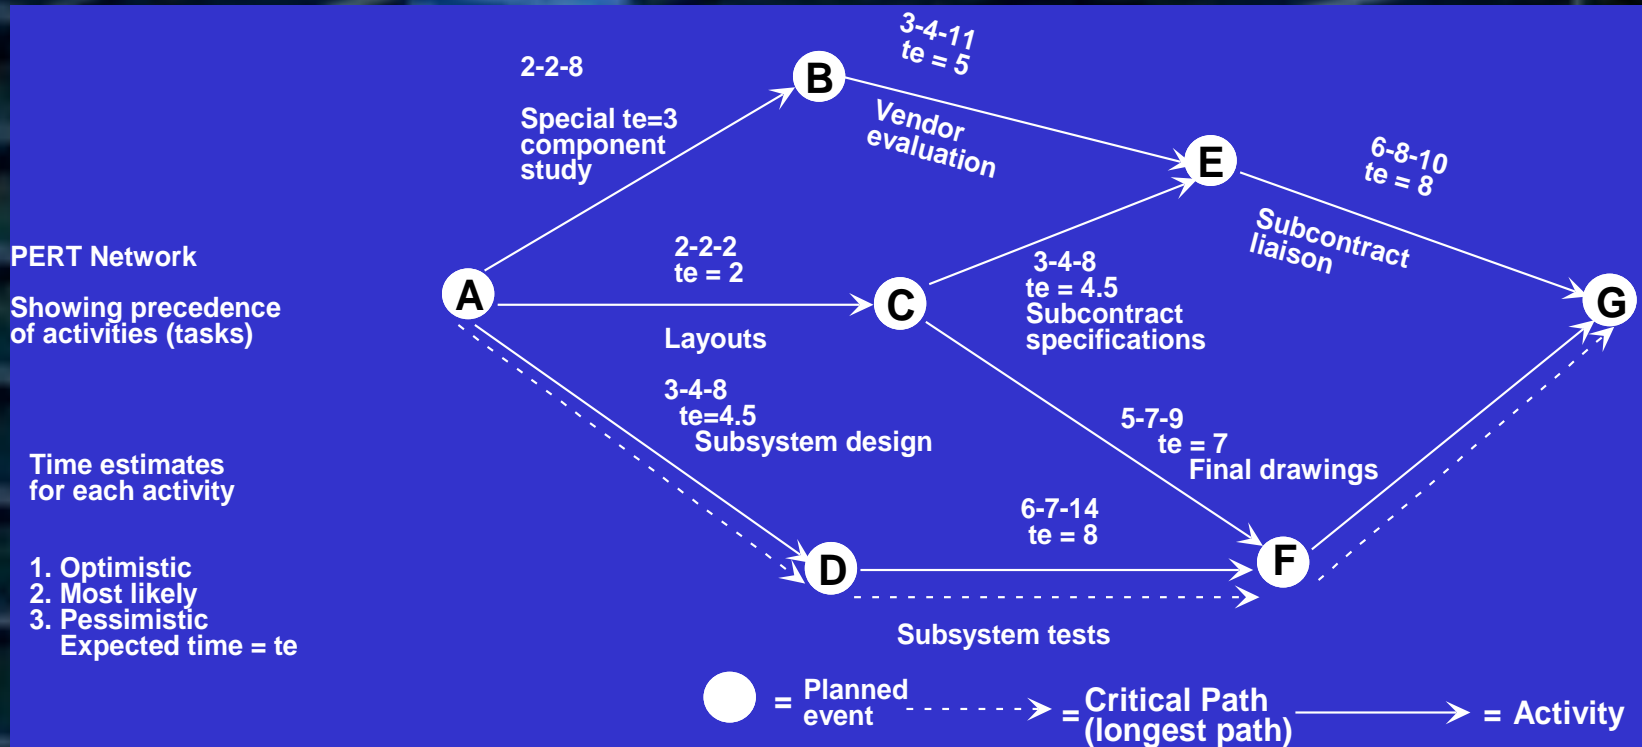 3-4-11
te = 5
2-2-8
B
Special te=3
component
study
Vendor
evaluation
6-8-10
te = 8
E
Subcontract
liaison
PERT Network
Showing precedence
of activities (tasks)
A
2-2-2
te = 2
Layouts
C
3-4-8
te = 4.5
Subcontract
specifications
G
3-4-8
te=4.5
Subsystem design
5-7-9
te = 7
Final drawings
Time estimates
for each activity
6-7-14
te = 8
D
F
Subsystem tests
1. Optimistic
2. Most likely
3. Pessimistic
Expected time = te
= Planned
event
= Critical Path
(longest path)
= Activity